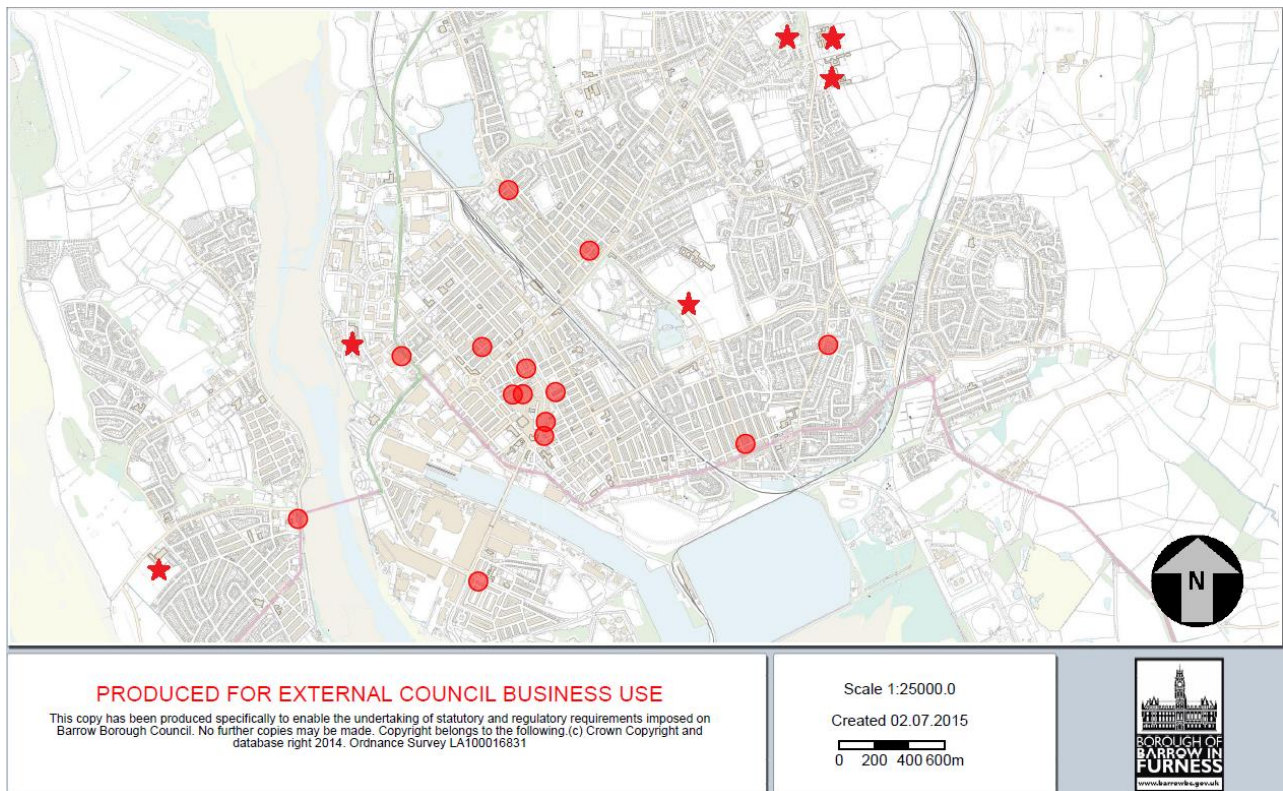 N
PRODUCED FOR EXTERNAL COUNCIL BUSINESS USE
This copy has been produced specifically to enable the undertaking of statutory and regulatory requirements imposed on
Barrow Borough Council. No further copies may be made. Copyright belongs to the following.(c) Crown Copyright and
database right 2014. Ordnance Survey LA100016831
Scale 1:25000.0
Created 02.07.2015
0 200 400 600m
BOROUGH OF
BARROW IN
FURNESS
www.barrowbc.gov.uk